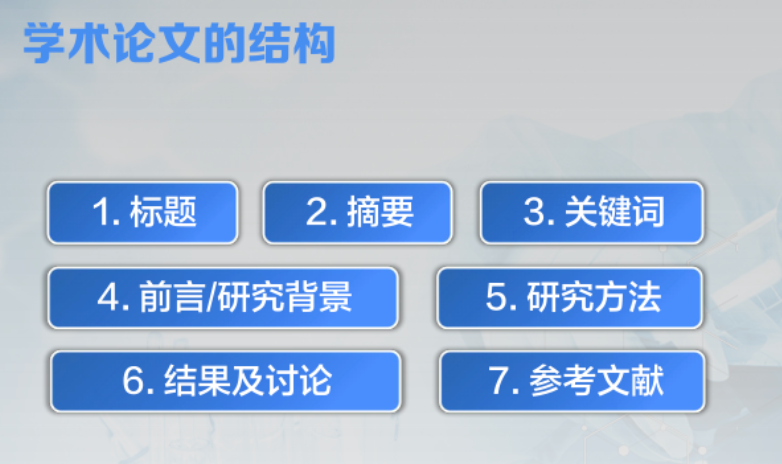 学术论文的结构
1. 标题 2. 摘要 3. 关键词
4. 前言/研究背景 5. 研究方法
6. 结果及讨论 7. 参考文献